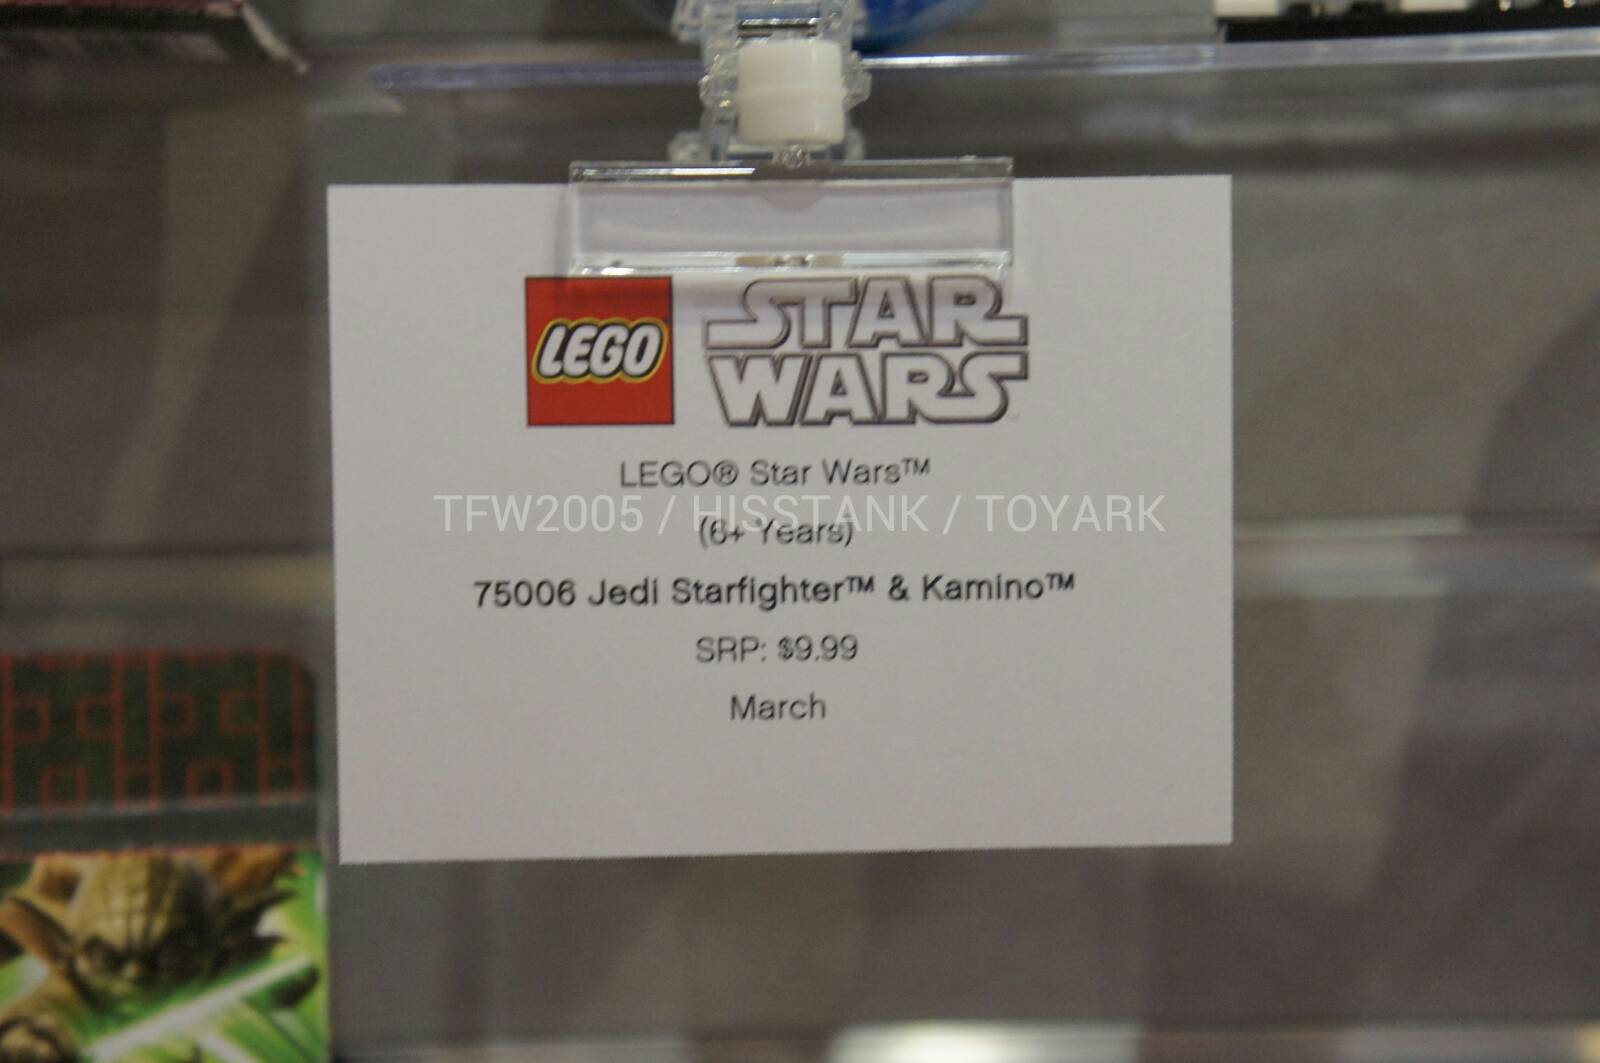 LEGO
STAR
WARS
LEGO® Star Wars™
TFW2005 / HISSTANK / TOYARK
(6+ Years)
75006 Jedi Starfighter™ & Kamino™
SRP: $9.99
March